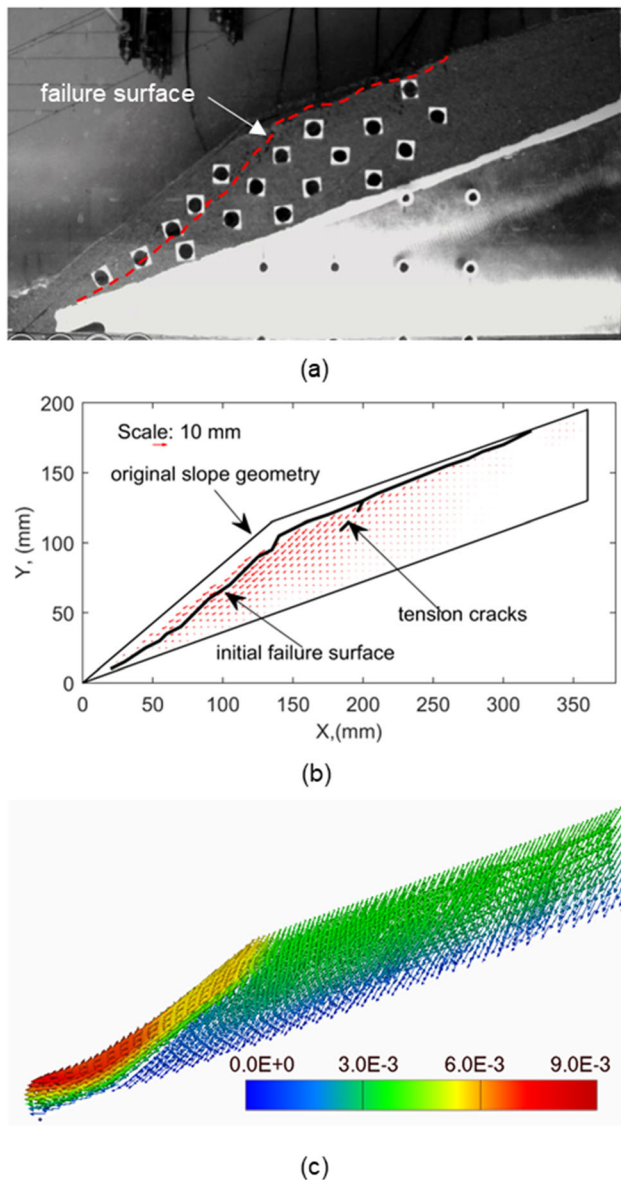 failure surface
(a)
200
Scale: 10 mm
original slope geometry
150
Y, (mm)
100
tension cracks
50
initial failure surface
0
0 50 100 150 200 250 300 350
X,(mm)
(b)
0.0E+0 3.0E-3 6.0E-3 9.0E-3
(c)